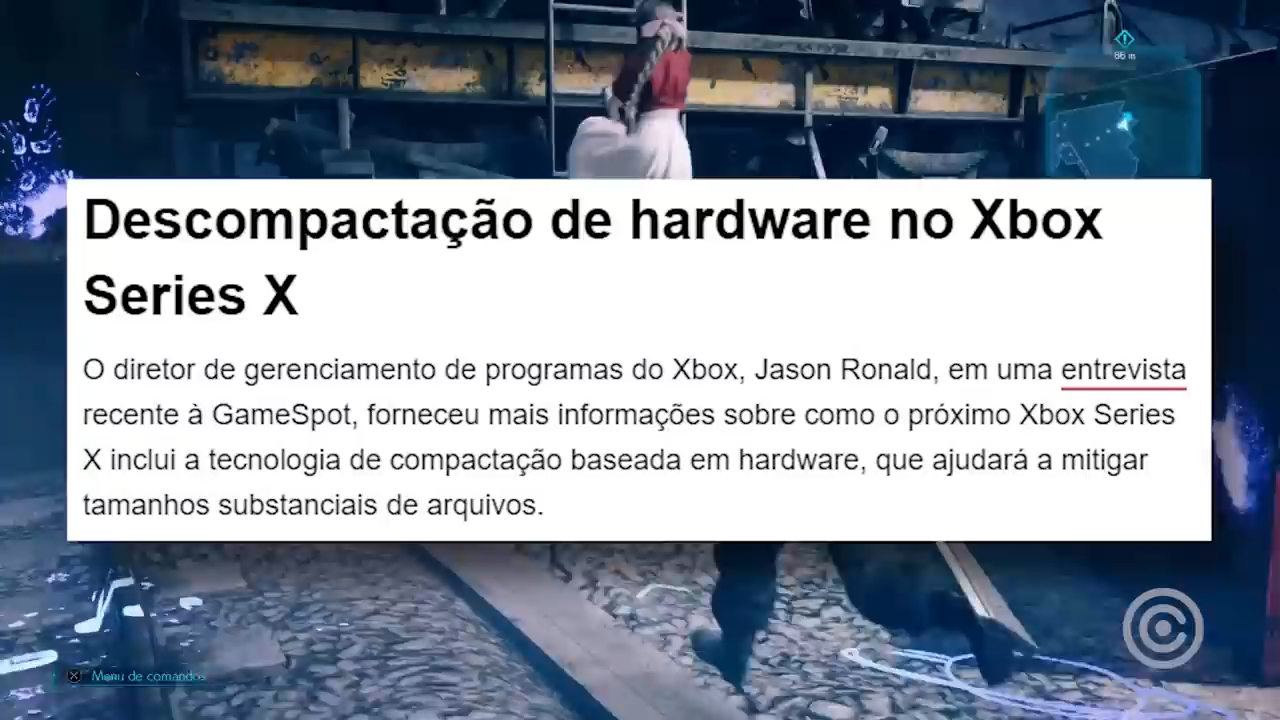 66 m
Descompactação de hardware no Xbox
Series X
O diretor de gerenciamento de programas do Xbox, Jason Ronald, em uma entrevista
recente à GameSpot, forneceu mais informações sobre como o próximo Xbox Series
X inclui a tecnologia de compactação baseada em hardware, que ajudará a mitigar
tamanhos substanciais de arquivos.
Menu de comandos